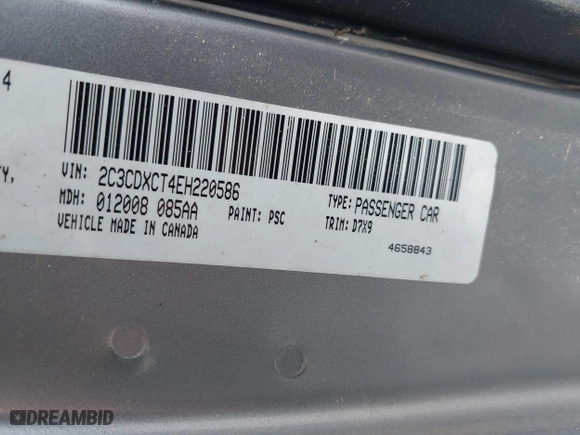 4
TY,
VIN: 2C3CDXCT4EH220586
TYPE: PASSENGER CAR
MDH: 012008 085AA
PAINT: PSC
TRIM: D7X9
VEHICLE MADE IN CANADA
4658843
DREAMBID